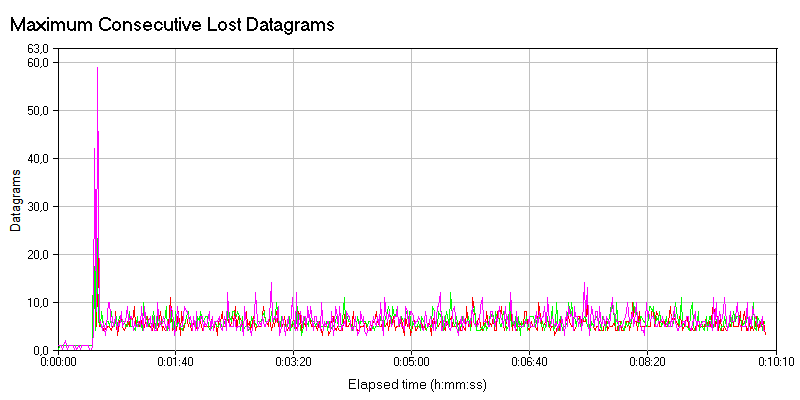 Maximum Consecutive Lost Datagrams
63,0
60,0
50,0
40,0
30,0
20,0
10,0
0,0
Datagrams
0:00:00 0:01:40 0:03:20 0:05:00 0:06:40 0:08:20 0:10:10
Elapsed time (h:mm:ss)